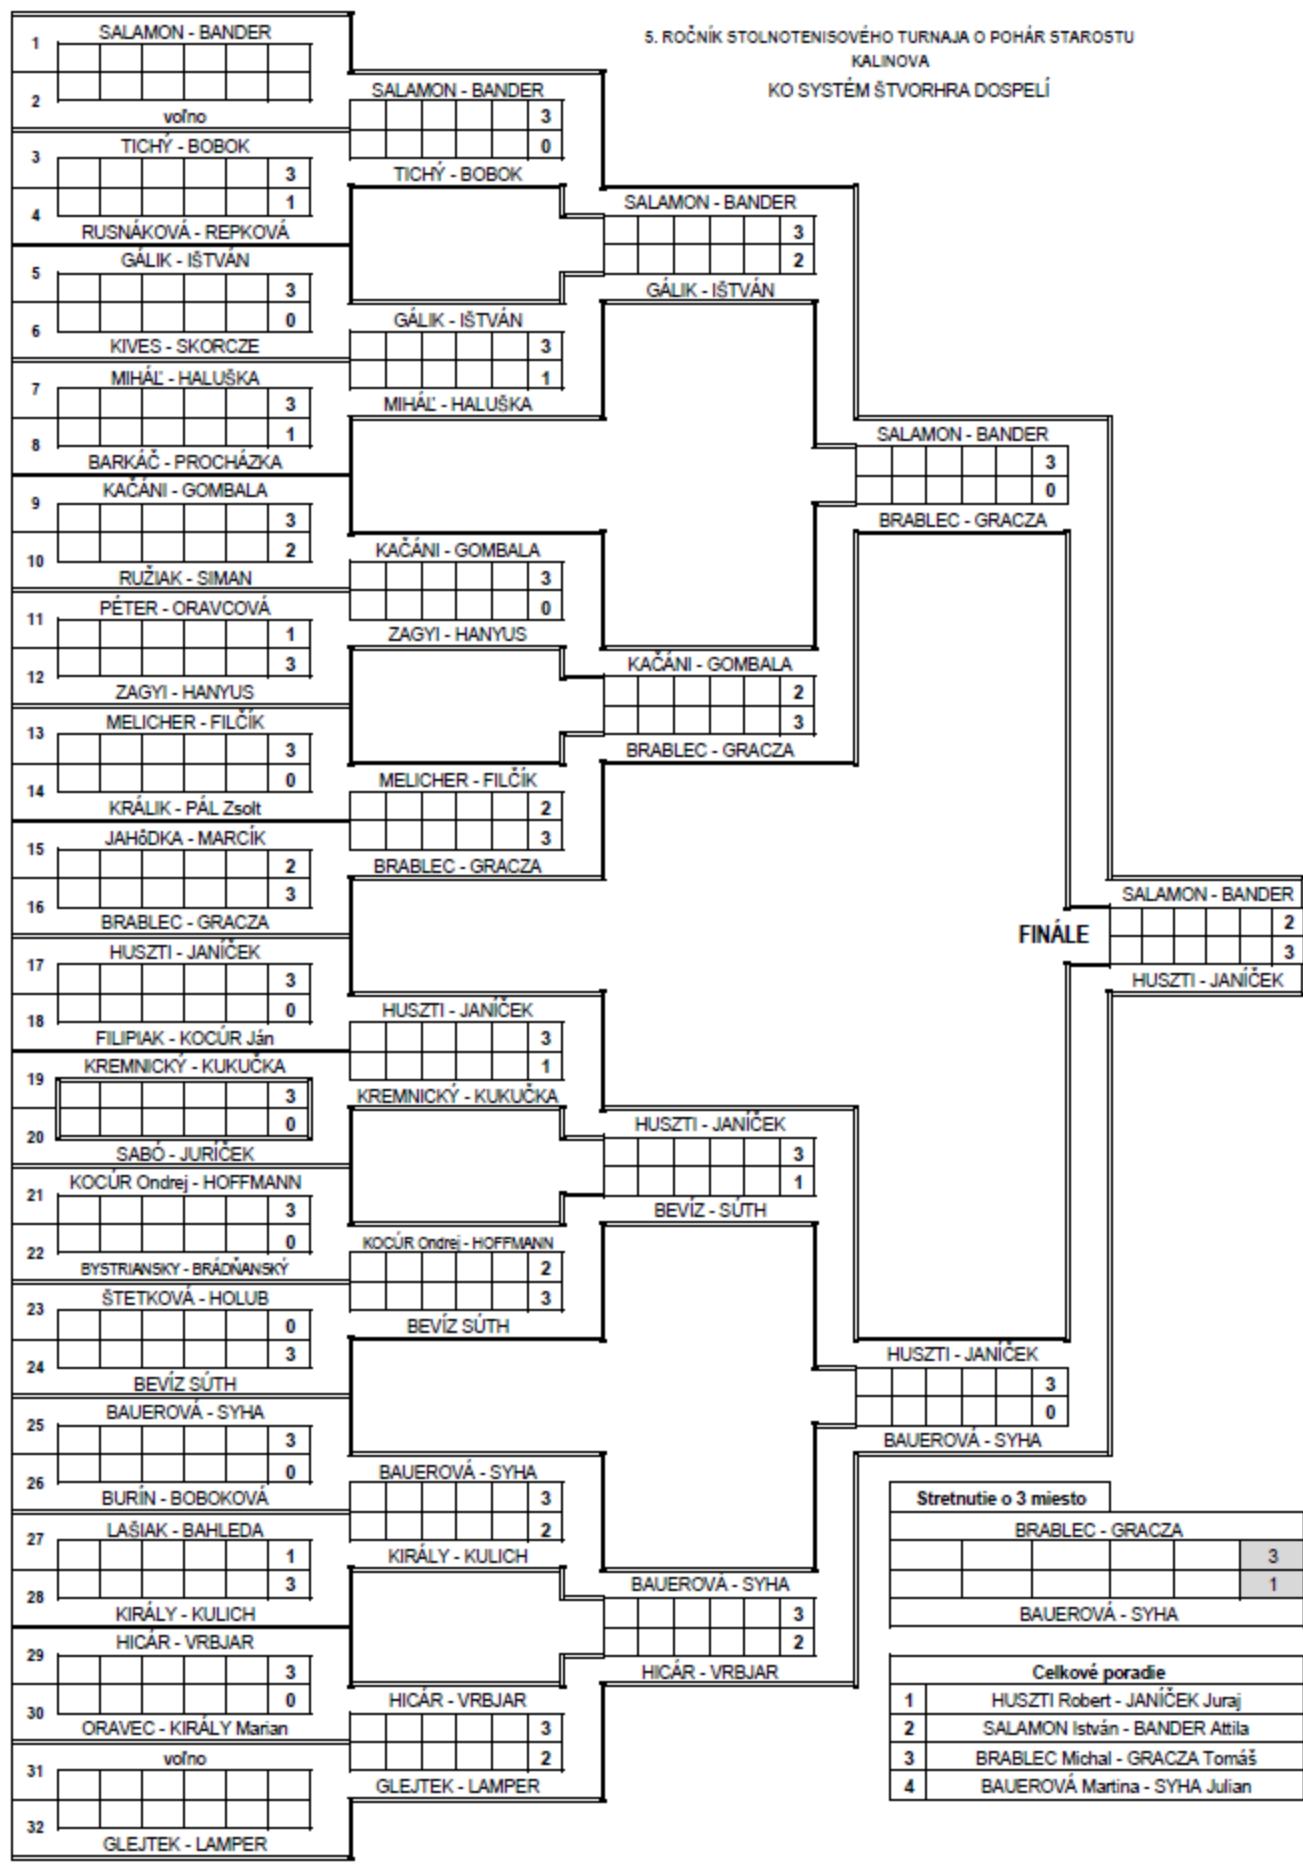 5. ROČNÍK STOLNOTENISOVÉHO TURNAJA O POHÁR STAROSTU
KALINOVA
KO SYSTÉM ŠTVORHRA DOSPELÍ
1
SALAMON - BANDER
2
voľno
3
TICHÝ - BOBOK
3
1
4
RUSNÁKOVÁ - REPKOVÁ
5
GÁLIK - IŠTVÁN
3
0
6
KIVES - SKORCZE
7
MIHÁĽ - HALUŠKA
3
1
8
BARKÁČ - PROCHÁZKA
9
KAČÁNI - GOMBALA
3
2
10
RUŽIAK - SIMAN
11
PÉTER - ORAVCOVÁ
1
3
12
ZAGYI - HANYUS
13
MELICHER - FILČÍK
3
0
14
KRÁLIK - PÁL Zsolt
15
JAHôDKA - MARCÍK
2
3
16
BRABLEC - GRACZA
17
HUSZTI - JANÍČEK
3
0
18
FILIPIAK - KOCÚR Ján
19
KREMNICKÝ - KUKUČKA
3
0
20
SABÓ - JURÍČEK
21
KOCÚR Ondrej - HOFFMANN
3
0
22
BYSTRIANSKY - BRÁDŇANSKÝ
23
ŠTETKOVÁ - HOLUB
0
3
24
BEVÍZ SÚTH
25
BAUEROVÁ - SYHA
3
0
26
BURÍN - BOBOKOVÁ
27
LAŠIAK - BAHLEDA
1
3
28
KIRÁLY - KULICH
29
HICÁR - VRBJAR
3
0
30
ORAVEC - KIRÁLY Marian
31
voľno
32
GLEJTEK - LAMPER
SALAMON - BANDER
3
0
TICHÝ - BOBOK
GÁLIK - IŠTVÁN
3
1
MIHÁĽ - HALUŠKA
KAČÁNI - GOMBALA
3
0
ZAGYI - HANYUS
MELICHER - FILČÍK
2
3
BRABLEC - GRACZA
HUSZTI - JANÍČEK
3
1
KREMNICKÝ - KUKUČKA
KOCÚR Ondrej - HOFFMANN
2
3
BEVÍZ SÚTH
BAUEROVÁ - SYHA
3
2
KIRÁLY - KULICH
HICÁR - VRBJAR
3
2
GLEJTEK - LAMPER
SALAMON - BANDER
3
2
GÁLIK - IŠTVÁN
KAČÁNI - GOMBALA
2
3
BRABLEC - GRACZA
HUSZTI - JANÍČEK
3
1
BEVÍZ - SÚTH
BAUEROVÁ - SYHA
3
2
HICÁR - VRBJAR
SALAMON - BANDER
3
0
BRABLEC - GRACZA
HUSZTI - JANÍČEK
3
0
BAUEROVÁ - SYHA
FINÁLE
SALAMON - BANDER
2
3
HUSZTI - JANÍČEK
Stretnutie o 3 miesto
BRABLEC - GRACZA
3
1
BAUEROVÁ - SYHA
Celkové poradie
1 HUSZTI Robert - JANÍČEK Juraj
2 SALAMON István - BANDER Attila
3 BRABLEC Michal - GRACZA Tomáš
4 BAUEROVÁ Martina - SYHA Julian